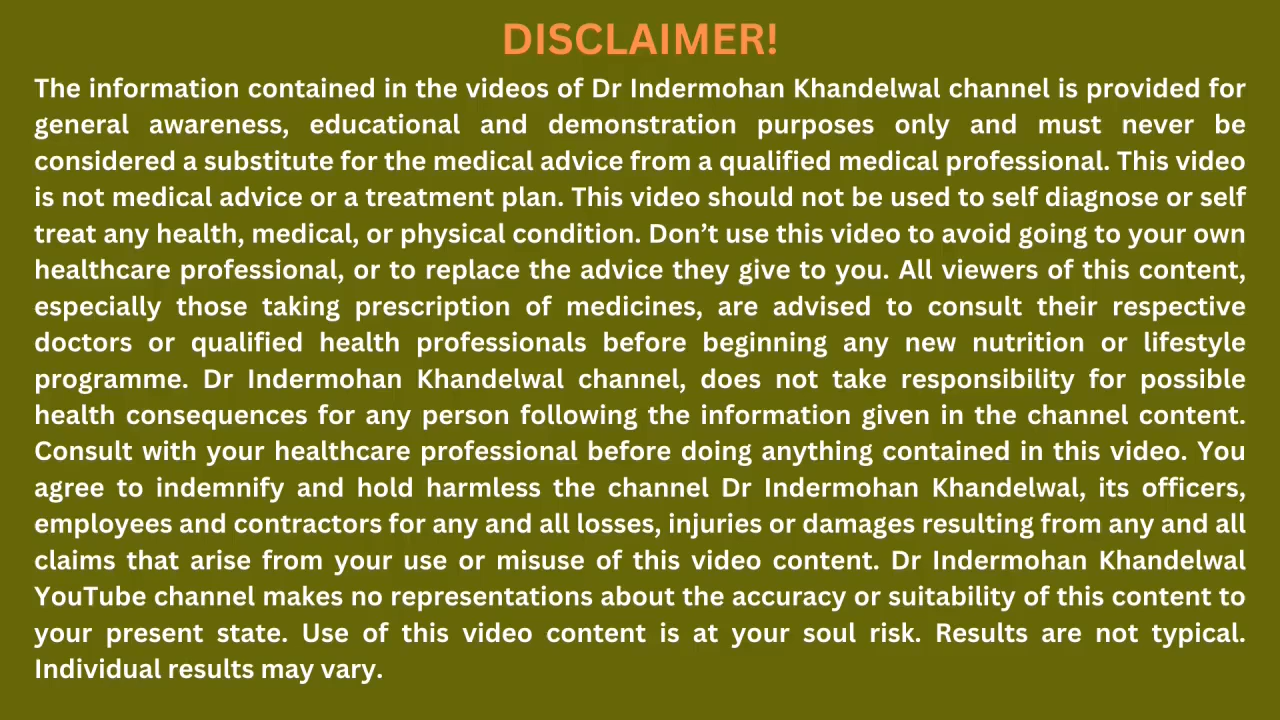 DISCLAIMER!
The information contained in the videos of Dr Indermohan Khandelwal channel is provided for
general awareness, educational and demonstration purposes only and must never be
considered a substitute for the medical advice from a qualified medical professional. This video
is not medical advice or a treatment plan. This video should not be used to self diagnose or self
treat any health, medical, or physical condition. Don’t use this video to avoid going to your own
healthcare professional, or to replace the advice they give to you. All viewers of this content,
especially those taking prescription of medicines, are advised to consult their respective
doctors or qualified health professionals before beginning any new nutrition or lifestyle
programme. Dr Indermohan Khandelwal channel, does not take responsibility for possible
health consequences for any person following the information given in the channel content.
Consult with your healthcare professional before doing anything contained in this video. You
agree to indemnify and hold harmless the channel Dr Indermohan Khandelwal, its officers,
employees and contractors for any and all losses, injuries or damages resulting from any and all
claims that arise from your use or misuse of this video content. Dr Indermohan Khandelwal
YouTube channel makes no representations about the accuracy or suitability of this content to
your present state. Use of this video content is at your soul risk. Results are not typical.
Individual results may vary.